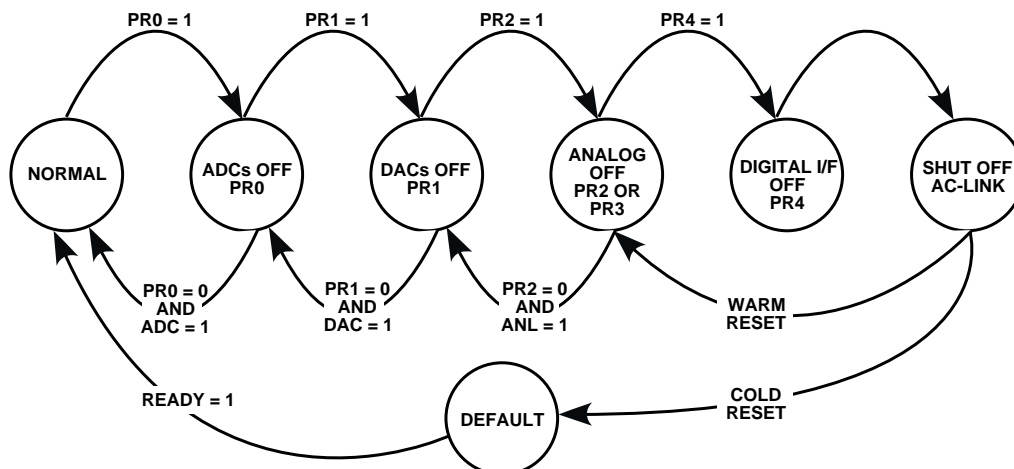 PR0 = 1
PR1 = 1
PR2 = 1
PR4 = 1
NORMAL
ADCs OFF
PR0
DACs OFF
PR1
ANALOG
OFF
PR2 OR
PR3
DIGITAL I/F
OFF
PR4
SHUT OFF
AC-LINK
PR0 = 0
AND
ADC = 1
PR1 = 0
AND
DAC = 1
PR2 = 0
AND
ANL = 1
WARM
RESET
READY = 1
DEFAULT
COLD
RESET